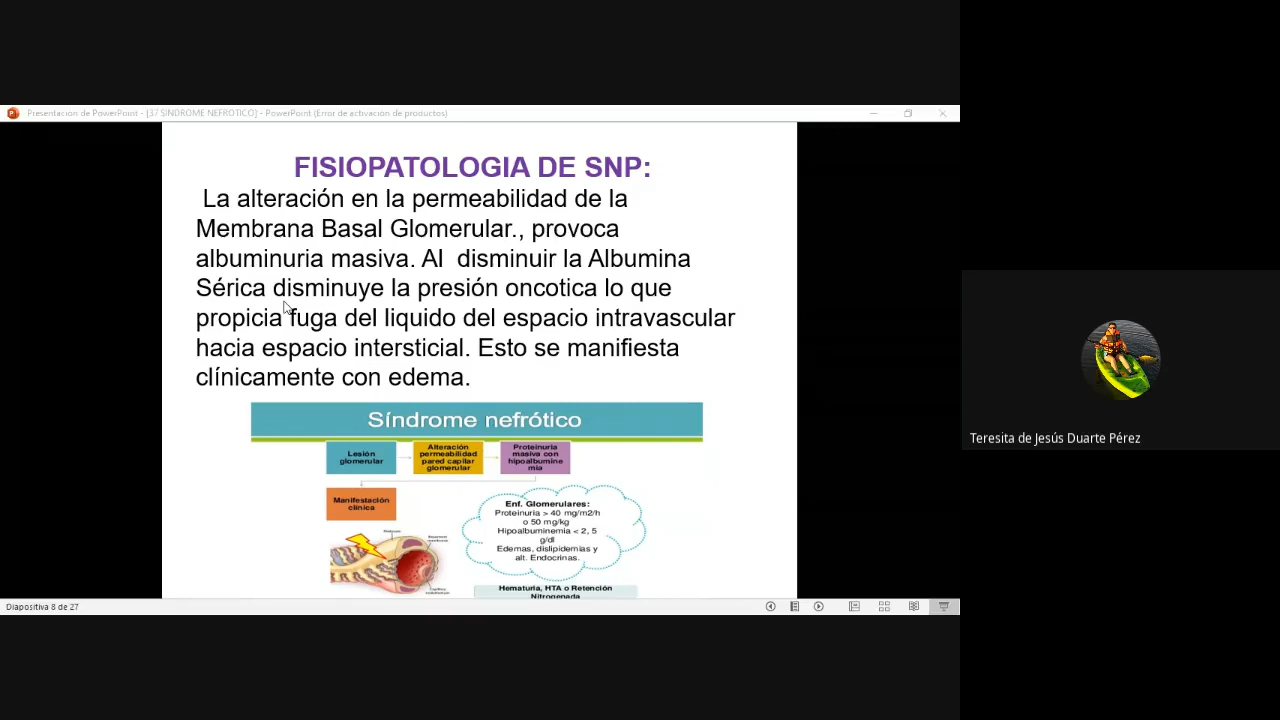 Presentación de PowerPoint - [37 SINDROME NEFROTICO] - PowerPoint (Error de activación de productos)
FISIOPATOLOGIA DE SNP:
La alteración en la permeabilidad de la
Membrana Basal Glomerular., provoca
albuminuria masiva. Al disminuir la Albumina
Sérica disminuye la presión oncotica lo que
propicia fuga del liquido del espacio intravascular
hacia espacio intersticial. Esto se manifiesta
clínicamente con edema.
Síndrome nefrótico
Lesión
glomerular
Alteración
permeabilidad
pared capilar
glomerular
Proteinuria
masiva con
hipoalbumine
mia
Manifestación
clínica
Enf. Glomerulares:
Proteinuria > 40 mg/m2/h
o 50 mg/kg
Hipoalbuminemia < 2, 5
g/dl
Edemas, dislipidemias y
alt. Endocrinas.
Hematuria, HTA o Retención
Nitrogenada
Diapositiva 8 de 27
Teresita de Jesús Duarte Pérez